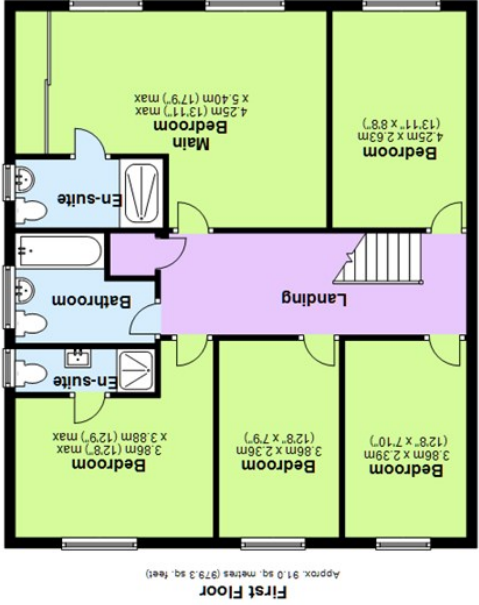 First Floor
Approx. 91.0 sq. metres (979.3 sq. feet)
Bedroom
3.86m x 2.39m
(12'8" x 7'10")
Bedroom
3.86m x 2.36m
(12'8" x 7'9")
Bedroom
3.86m (12'8") max
x 3.88m (12'9") max
En-suite
Landing
Bathroom
En-suite
Bedroom
4.25m x 2.63m
(13'11" x 8'8")
Main
Bedroom
4.25m (13'11") max
x 5.40m (17'9") max